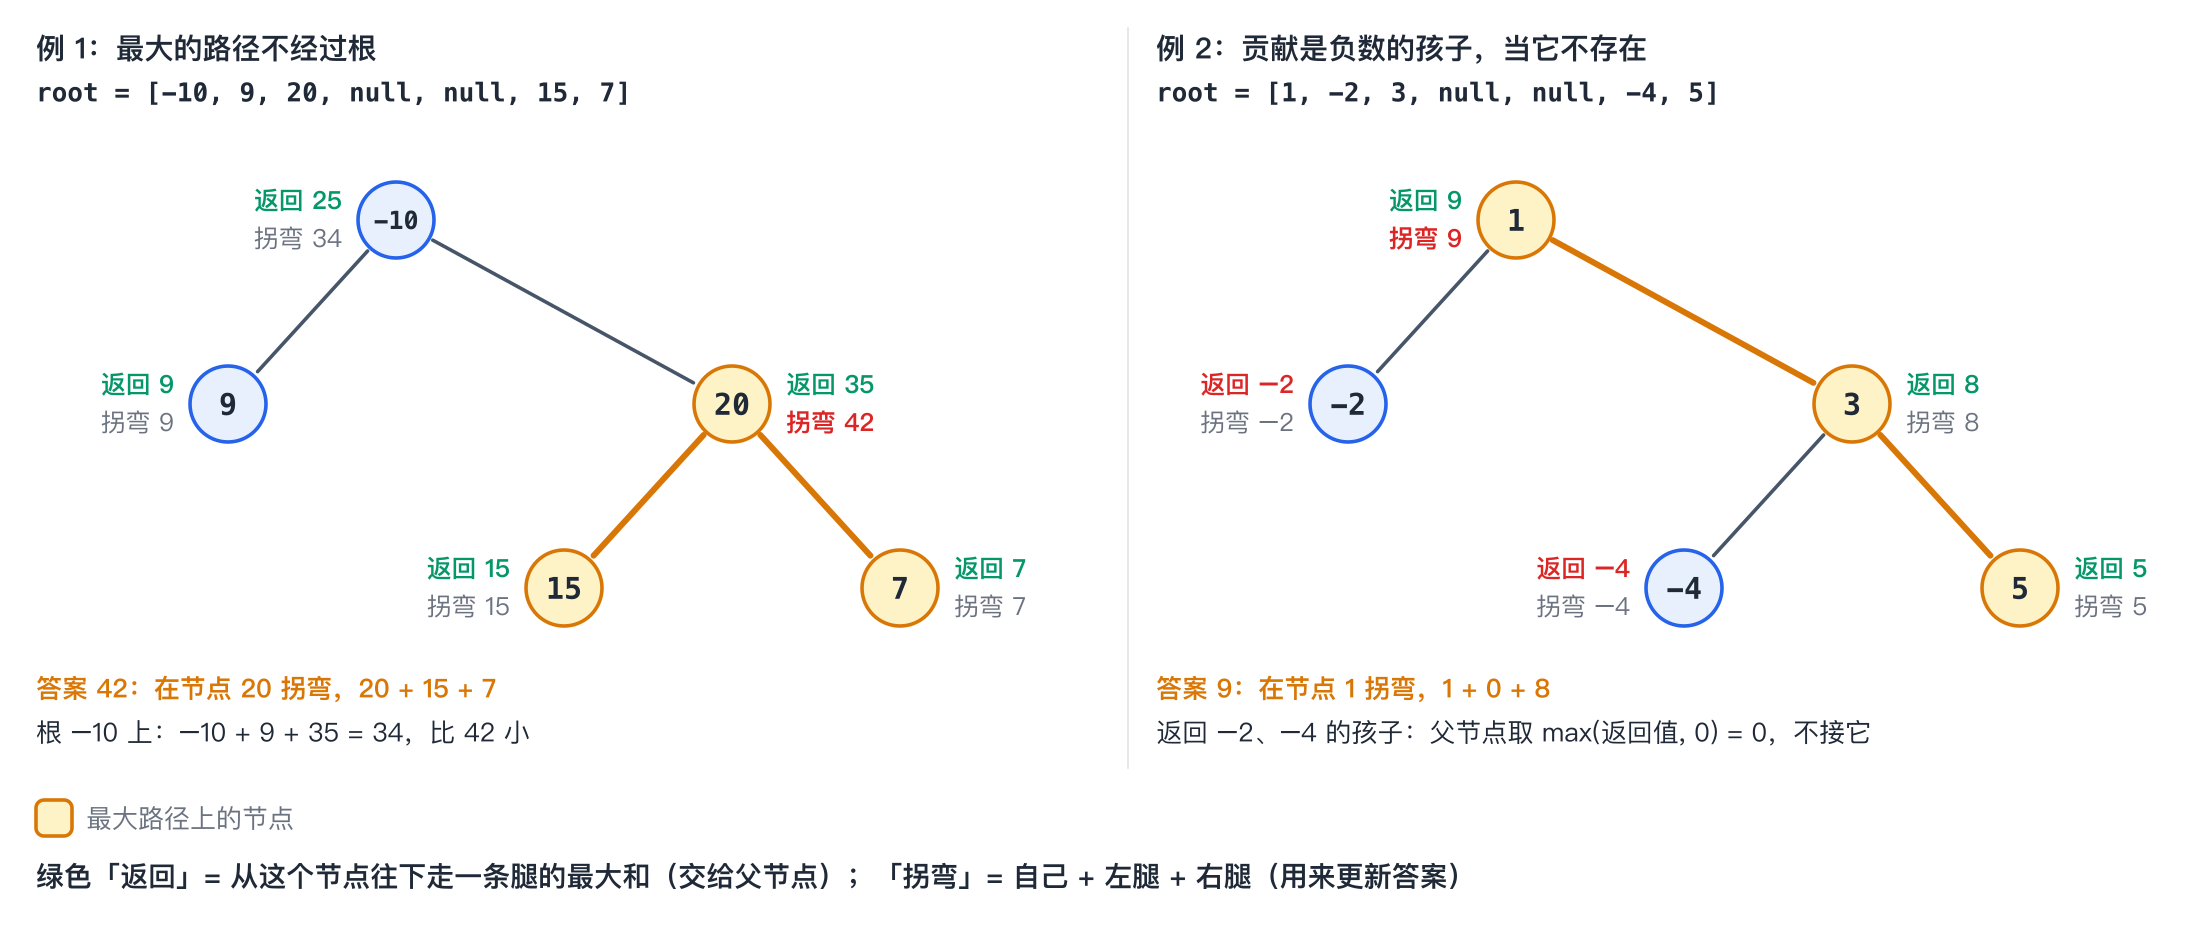 例 1：最大的路径不经过根
root = [−10, 9, 20, null, null, 15, 7]
返回 25
拐弯 34
−10
返回 9
拐弯 9
9
20
返回 35
拐弯 42
返回 15
拐弯 15
15
7
返回 7
拐弯 7
答案 42：在节点 20 拐弯，20 + 15 + 7
根 −10 上：−10 + 9 + 35 = 34，比 42 小
例 2：贡献是负数的孩子，当它不存在
root = [1, −2, 3, null, null, −4, 5]
返回 9
拐弯 9
1
返回 −2
拐弯 −2
−2
3
返回 8
拐弯 8
返回 −4
拐弯 −4
−4
5
返回 5
拐弯 5
答案 9：在节点 1 拐弯，1 + 0 + 8
返回 −2、−4 的孩子：父节点取 max(返回值, 0) = 0，不接它
最大路径上的节点
绿色「返回」= 从这个节点往下走一条腿的最大和（交给父节点）；「拐弯」= 自己 + 左腿 + 右腿（用来更新答案）